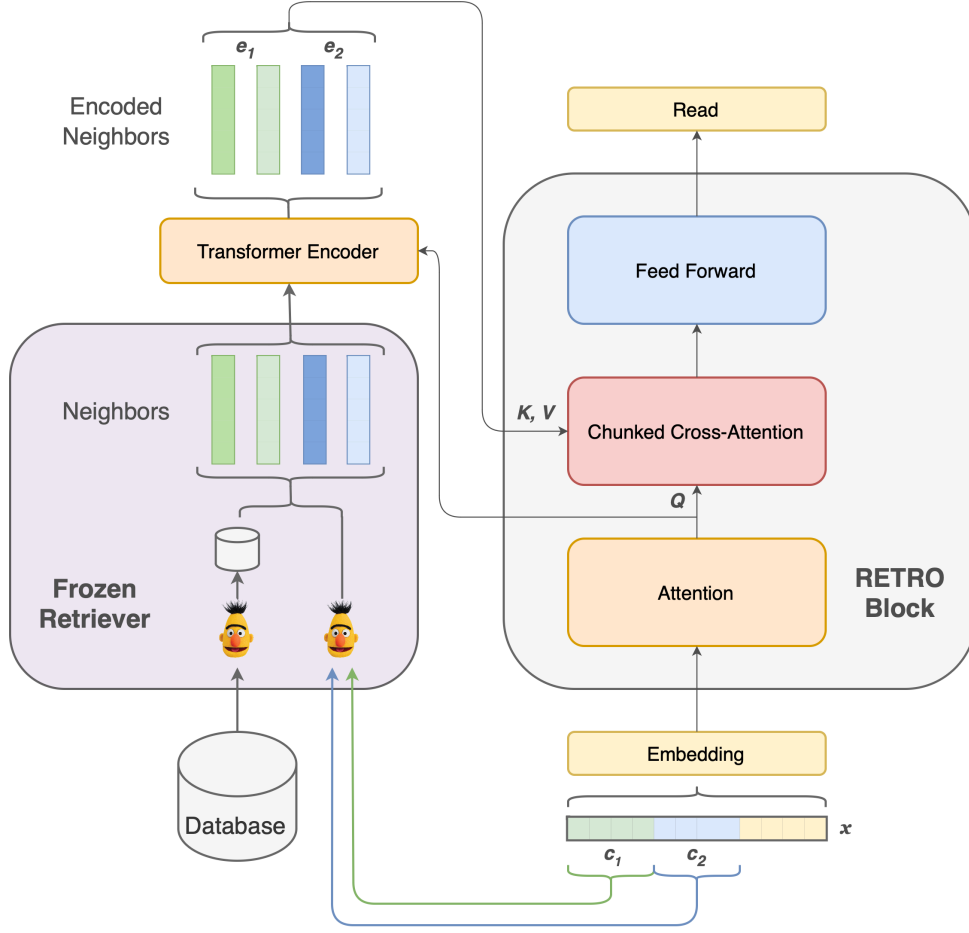 e1
e2
Encoded
Neighbors
Read
Transformer Encoder
Feed Forward
Neighbors
K, V
Chunked Cross-Attention
Q
Frozen
Retriever
Attention
RETRO
Block
Embedding
Database
x
c1
c2